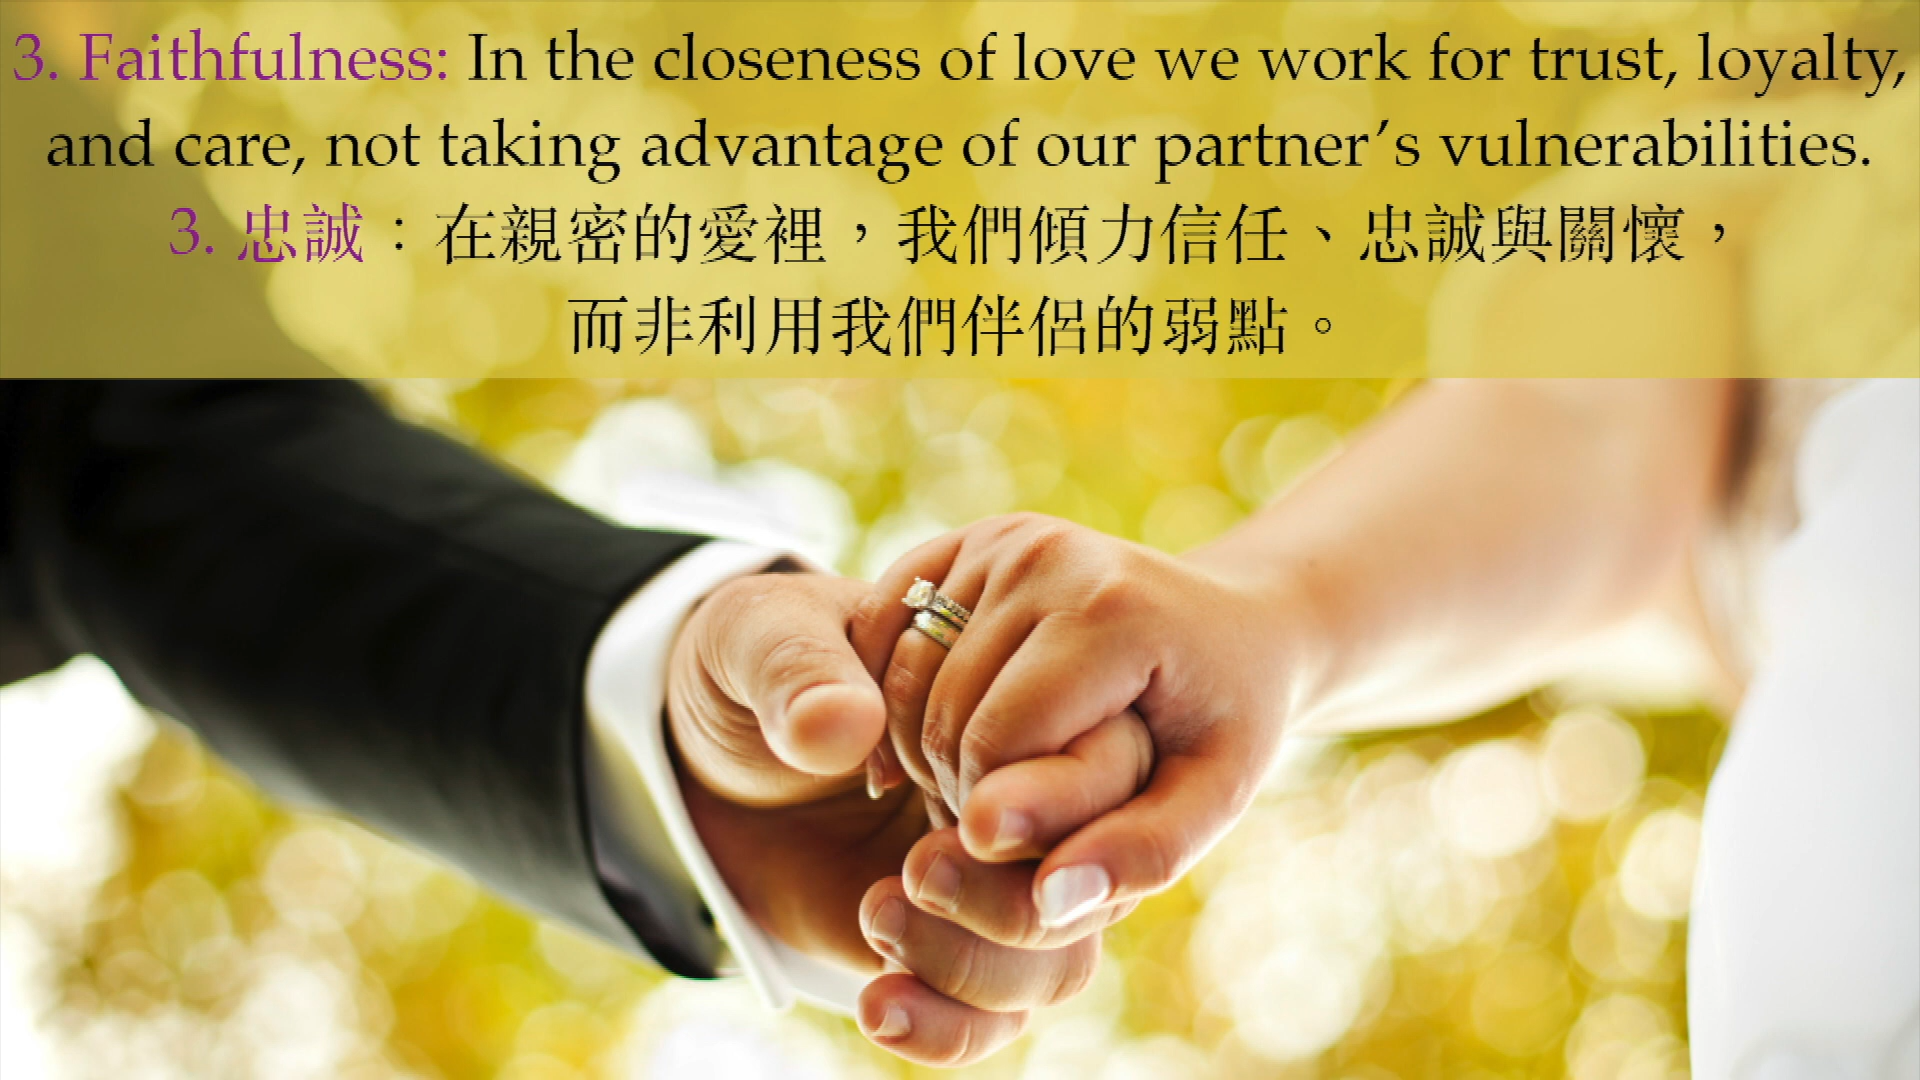 3. Faithfulness: In the closeness of love we work for trust, loyalty,
and care, not taking advantage of our partner’s vulnerabilities.
3. 忠誠：在親密的愛裡，我們傾力信任、忠誠與關懷，
而非利用我們伴侶的弱點。